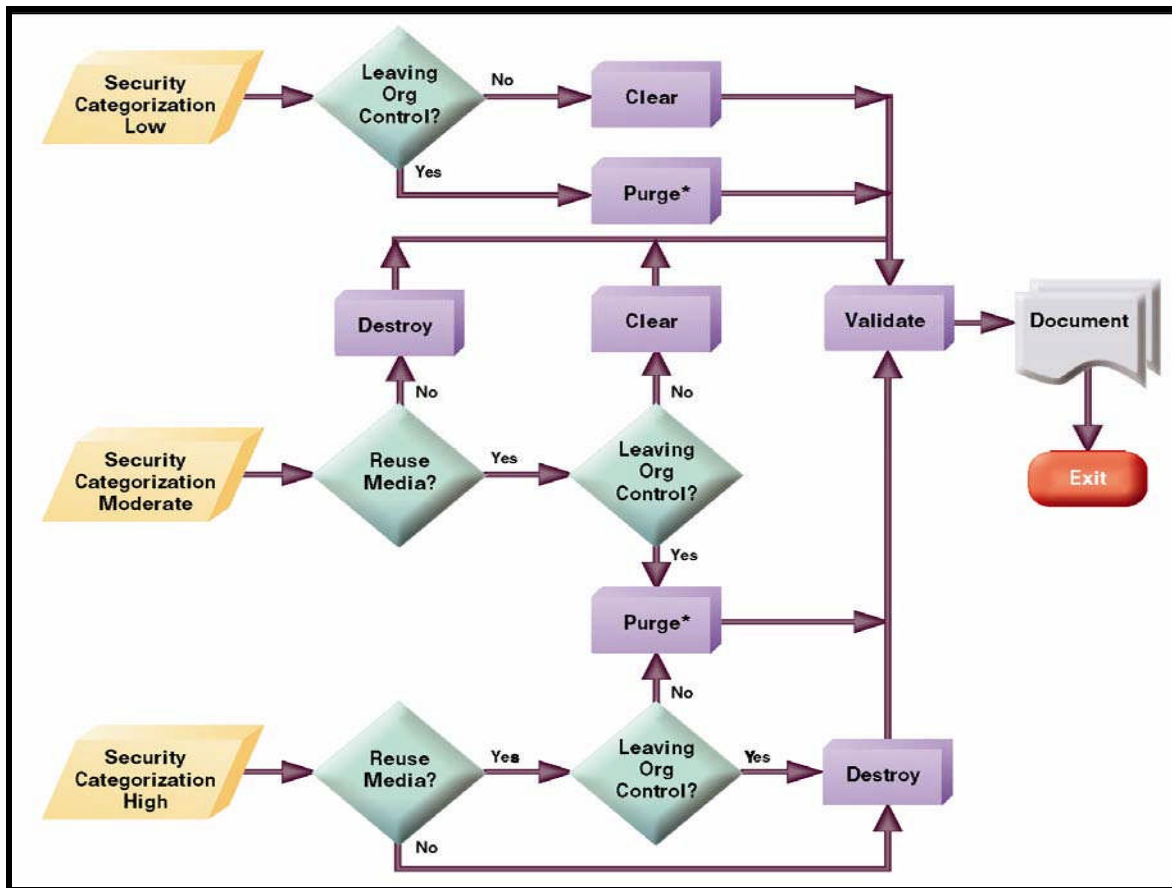 Security
Categorization
Low
Leaving
Org
Control?
No
Clear
Yes
Purge*
Destroy
Clear
Validate
Document
No
No
Security
Categorization
Moderate
Reuse
Media?
Yes
Leaving
Org
Control?
Exit
Yes
Purge*
No
Security
Categorization
High
Reuse
Media?
Yes
Leaving
Org
Control?
Yes
Destroy
No